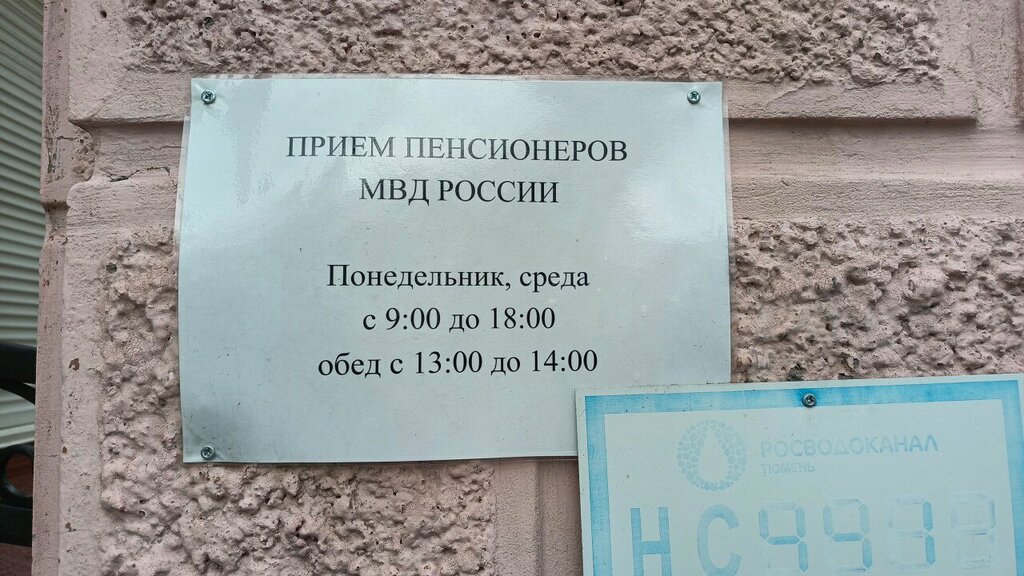 ПРИЕМ ПЕНСИОНЕРОВ
МВД РОССИИ
Понедельник, среда
с 9:00 до 18:00
обед с 13:00 до 14:00
РОСВОДОКАНАЛ
ТЮМЕНЬ
НС